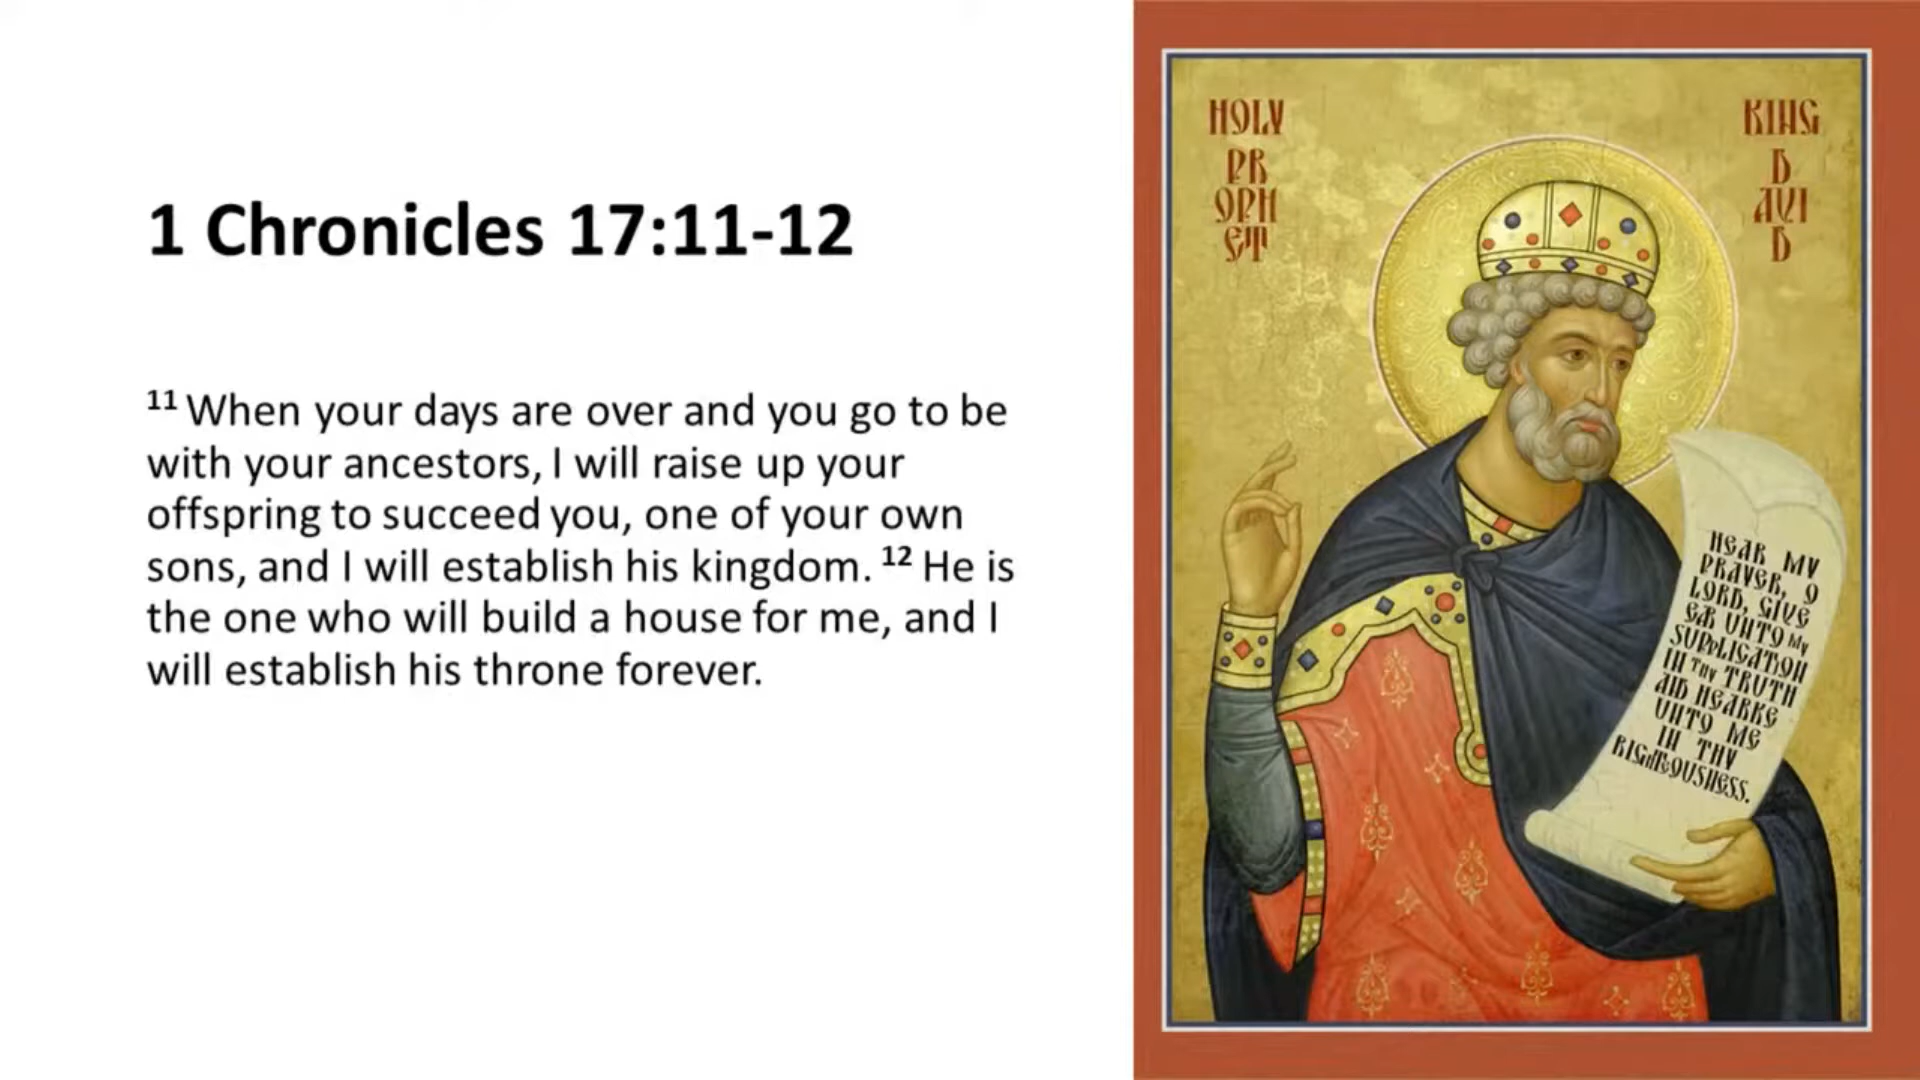 1 Chronicles 17:11-12
11 When your days are over and you go to be
with your ancestors, I will raise up your
offspring to succeed you, one of your own
sons, and I will establish his kingdom. 12 He is
the one who will build a house for me, and I
will establish his throne forever.
HOLY
PR
OPH
ET
KING
D
AVI
D
HEAR MY
PRAYER, O
LORD, GIVE
EAR UNTO MY
SUPPLICATION
IN THY TRUTH
AND HEARKE
UNTO ME
IN THY
RIGHTEOUSNESS.